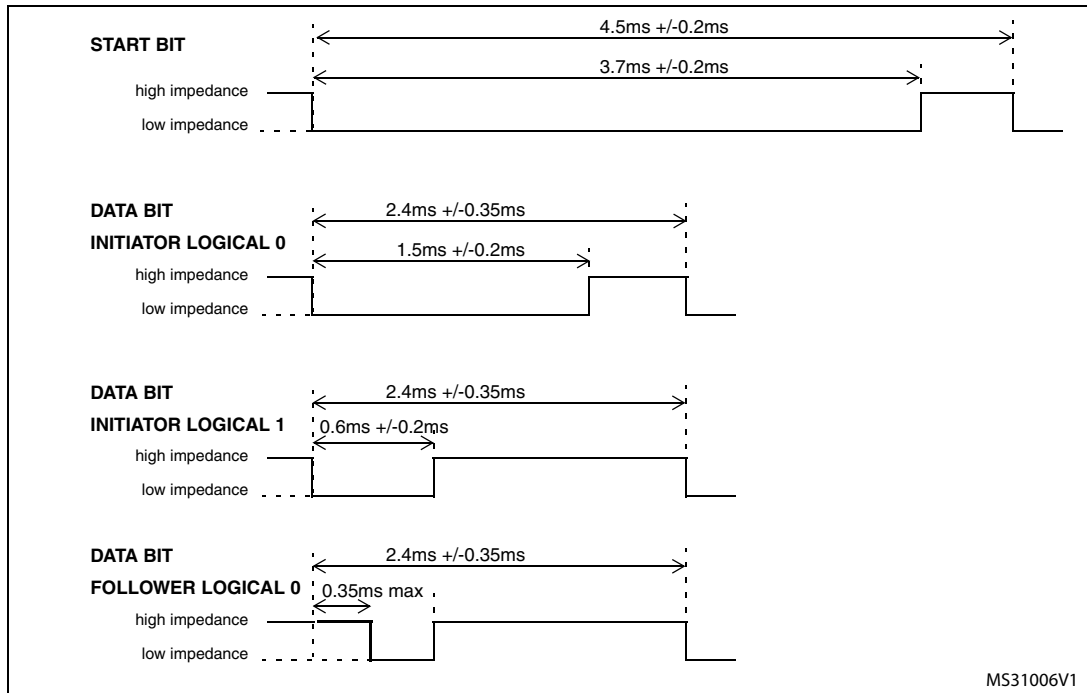 4.5ms +/-0.2ms
START BIT
3.7ms +/-0.2ms
high impedance
low impedance
DATA BIT
2.4ms +/-0.35ms
INITIATOR LOGICAL 0
1.5ms +/-0.2ms
high impedance
low impedance
DATA BIT
2.4ms +/-0.35ms
INITIATOR LOGICAL 1
0.6ms +/-0.2ms
high impedance
low impedance
DATA BIT
2.4ms +/-0.35ms
FOLLOWER LOGICAL 0
0.35ms max
high impedance
low impedance
MS31006V1